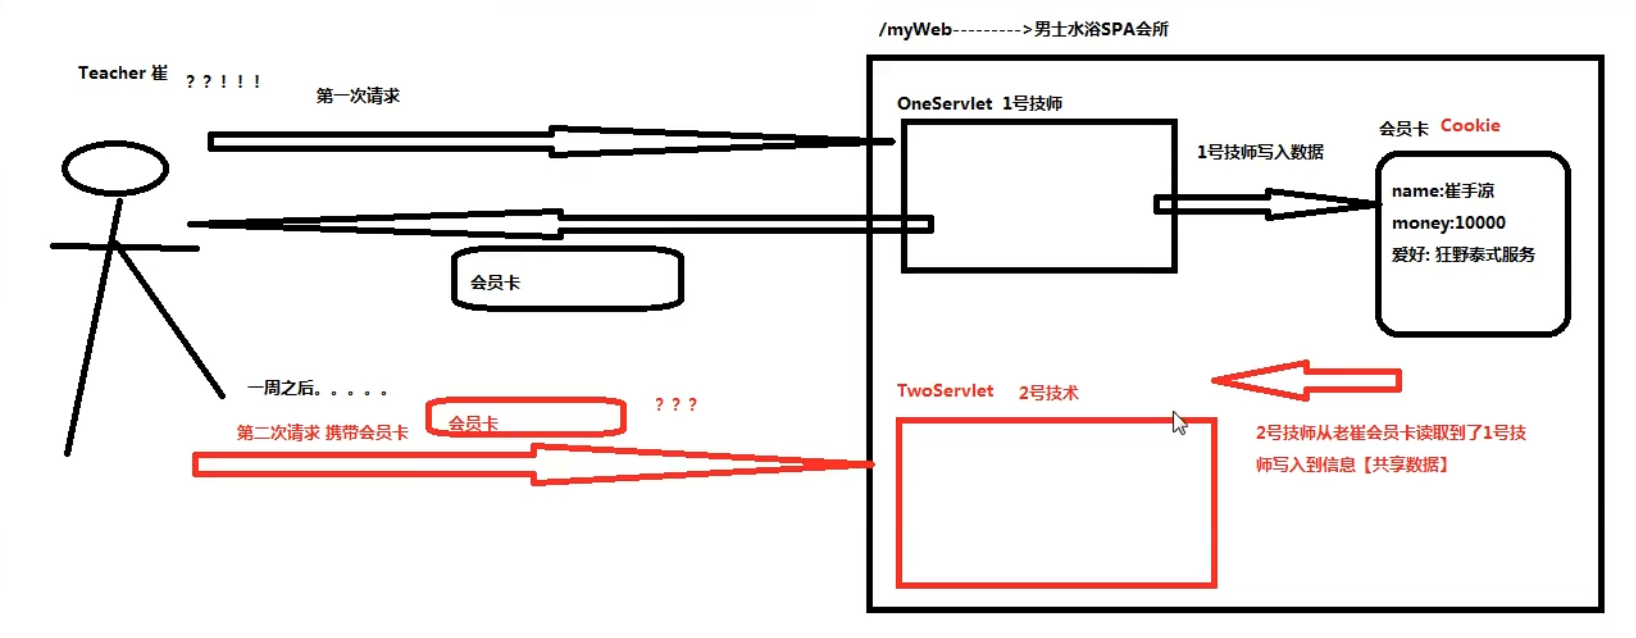 /myWeb--------->男士水浴SPA会所
Teacher 崔
？？！！！
第一次请求
OneServlet 1号技师
会员卡 Cookie
1号技师写入数据
name:崔手凉
money:10000
爱好: 狂野泰式服务
会员卡
一周之后。。。。。
第二次请求 携带会员卡
会员卡
？？？
TwoServlet 2号技术
2号技师从老崔会员卡读取到了1号技
师写入到信息【共享数据】